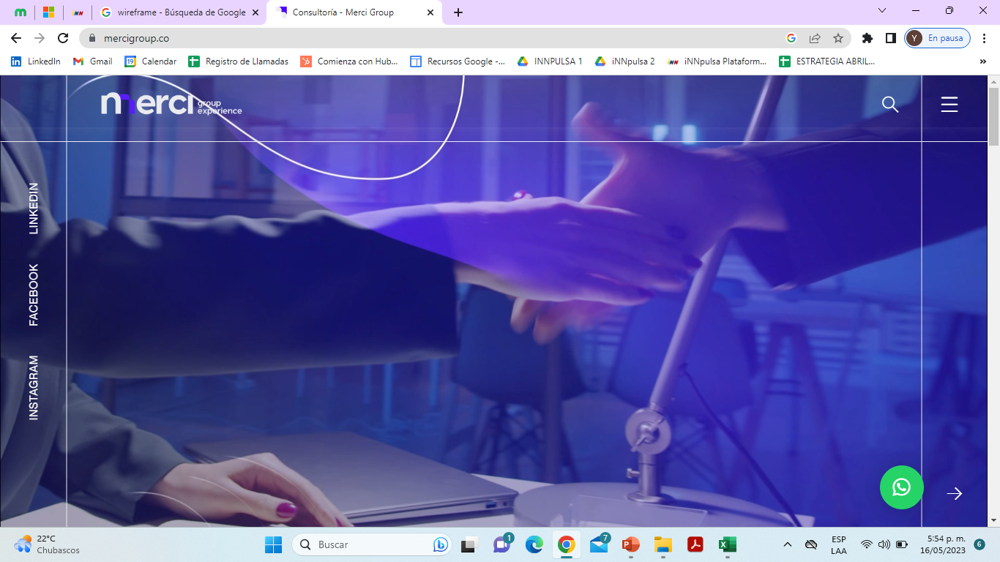 wireframe - Búsqueda de Google
Consultoría - Merci Group
mercigroup.co
Y
En pausa
LinkedIn
Gmail
19
Calendar
Registro de Llamadas
Comienza con Hub...
Recursos Google -...
INNPULSA 1
iNNpulsa 2
iNNpulsa Plataform...
ESTRATEGIA ABRIL...
merci
group
experience
LINKEDIN
FACEBOOK
INSTAGRAM
22°C
Chubascos
Buscar
1
7
ESP
LAA
5:54 p. m.
16/05/2023
6